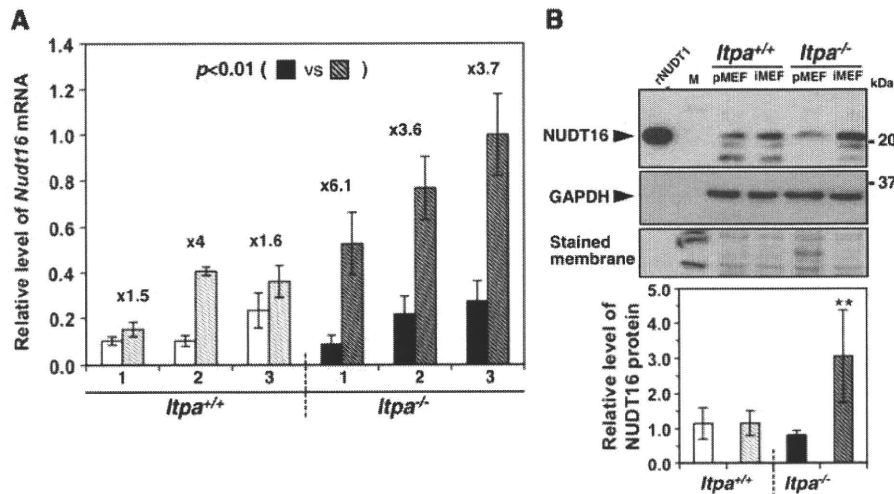 A
Relative level of Nudt16 mRNA
1.4
1.2
1.0
0.8
0.6
0.4
0.2
0.0
p<0.01 ( vs )
x1.5
x4
x1.6
x6.1
x3.6
x3.7
1 2 3 1 2 3
Itpa+/+ Itpa-/-
B
rNUDT1
M
Itpa+/+ Itpa-/-
pMEF iMEF pMEF iMEF
kDa
NUDT16
- 20
GAPDH
37
Stained
membrane
Relative level of
NUDT16 protein
5.0
4.0
3.0
2.0
1.0
0.0
**
Itpa+/+ Itpa-/-